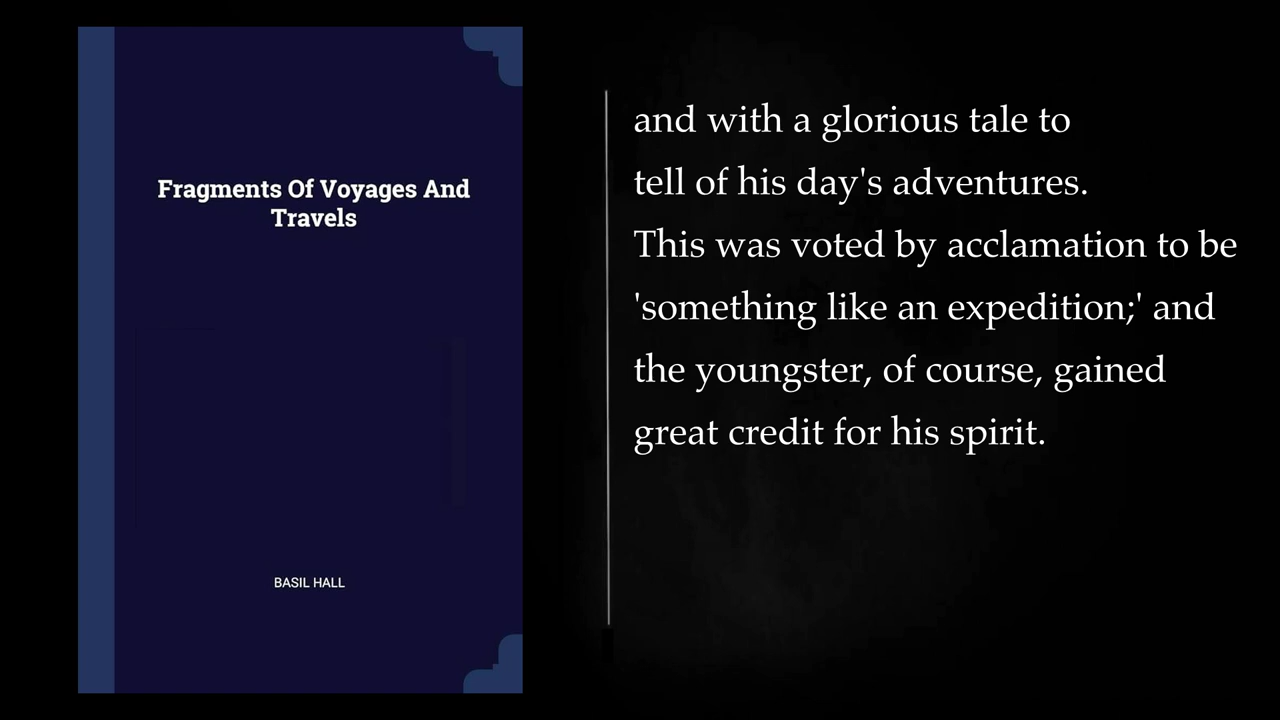 Fragments Of Voyages And
Travels
BASIL HALL
and with a glorious tale to
tell of his day's adventures.
This was voted by acclamation to be
'something like an expedition;' and
the youngster, of course, gained
great credit for his spirit.